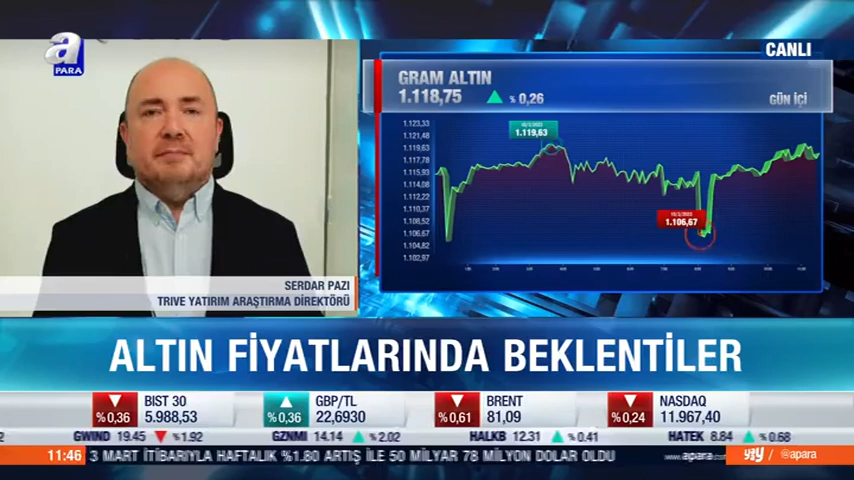 a
PARA
CANLI
GRAM ALTIN
1.118,75 % 0,26
GÜN İÇİ
1.123,33
1.121,48
1.119,63
1.117,78
1.115,93
1.114,08
1.112,22
1.110,37
1.108,52
1.106,67
1.104,82
1.102,97
10/3/2023
1.119,63
10/3/2023
1.106,67
SERDAR PAZI
TRIVE YATIRIM ARAŞTIRMA DİREKTÖRÜ
ALTIN FİYATLARINDA BEKLENTİLER
% 0,36 BIST 30 5.988,53
% 0,36 GBP/TL 22,6930
% 0,61 BRENT 81,09
% 0,24 NASDAQ 11.967,40
GWIND 19.45 % 1.92 GZNMI 14.14 % 2.02 HALKB 12.31 % 0.41 HATEK 8.84 % 0.68
11:46 3 MART İTİBARIYLA HAFTALIK %1.80 ARTIŞ İLE 50 MİLYAR 78 MİLYON DOLAR OLDU
apara
/ @apara